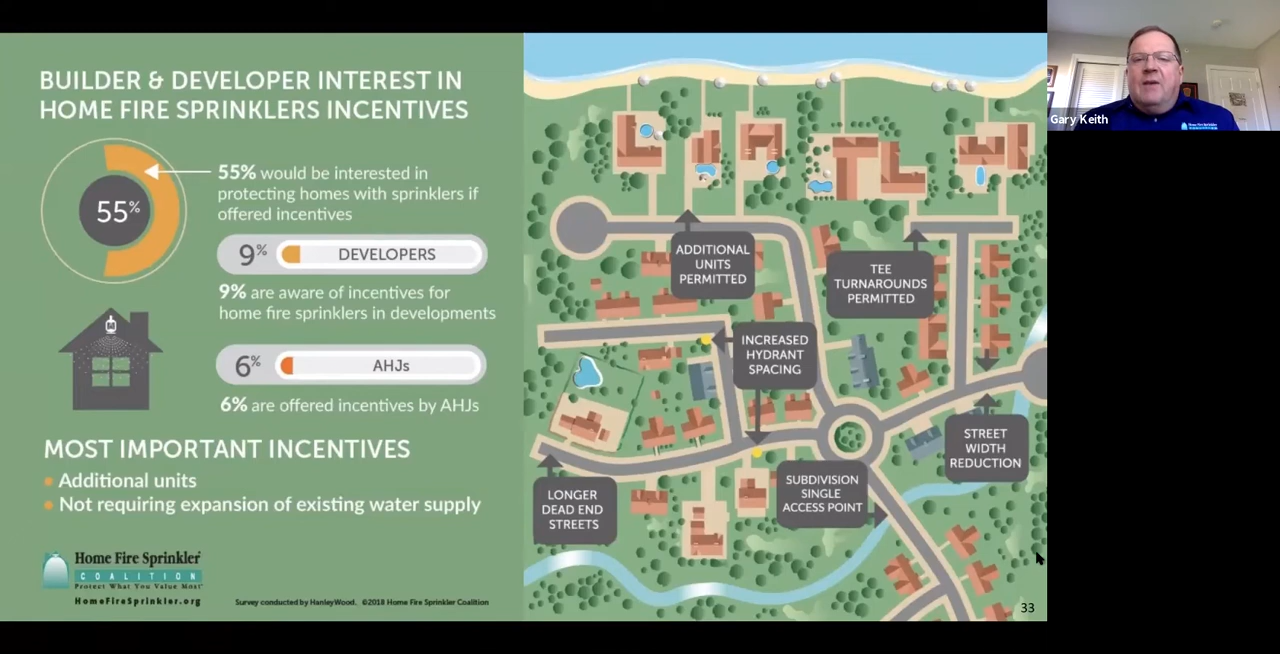 BUILDER & DEVELOPER INTEREST IN
HOME FIRE SPRINKLERS INCENTIVES
55%
55% would be interested in
protecting homes with sprinklers if
offered incentives
9% DEVELOPERS
9% are aware of incentives for
home fire sprinklers in developments
6% AHJs
6% are offered incentives by AHJs
MOST IMPORTANT INCENTIVES
Additional units
Not requiring expansion of existing water supply
Home Fire Sprinkler
COALITION
Protect What You Value Most
HomeFireSprinkler.org
Survey conducted by HanleyWood. ©2018 Home Fire Sprinkler Coalition
ADDITIONAL
UNITS
PERMITTED
TEE
TURNAROUNDS
PERMITTED
INCREASED
HYDRANT
SPACING
STREET
WIDTH
REDUCTION
SUBDIVISION
SINGLE
ACCESS POINT
LONGER
DEAD END
STREETS
33
Gary Keith
Home Fire Sprinkler